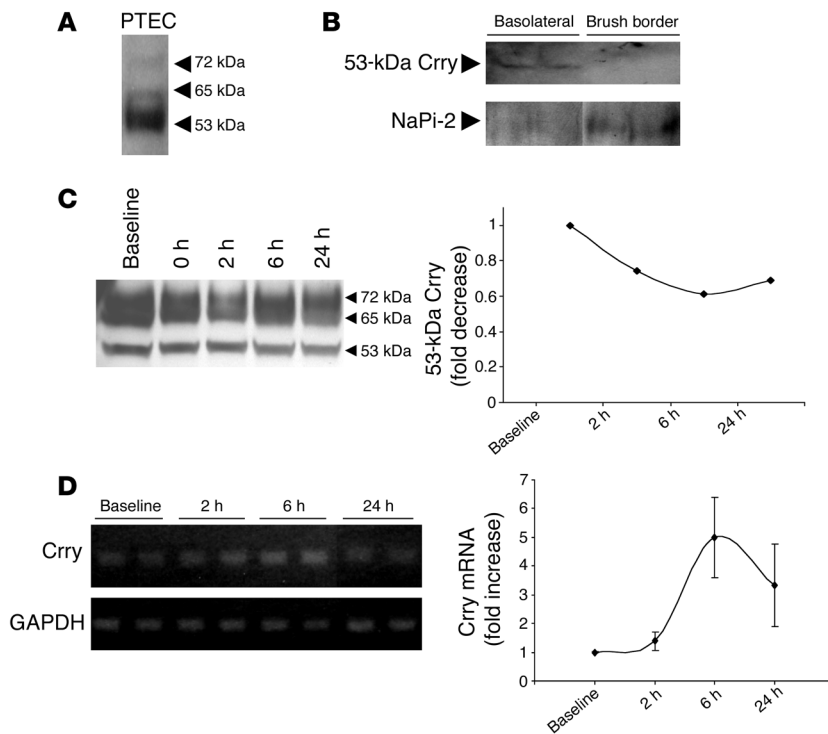 A
PTEC
72 kDa
65 kDa
53 kDa
B
Basolateral Brush border
53-kDa Crry
NaPi-2
C
Baseline 0 h 2 h 6 h 24 h
72 kDa
65 kDa
53 kDa
53-kDa Crry
(fold decrease)
1
0.8
0.6
0.4
0.2
0
Baseline 2 h 6 h 24 h
D
Baseline 2 h 6 h 24 h
Crry
GAPDH
Crry mRNA
(fold increase)
7
6
5
4
3
2
1
0
Baseline 2 h 6 h 24 h